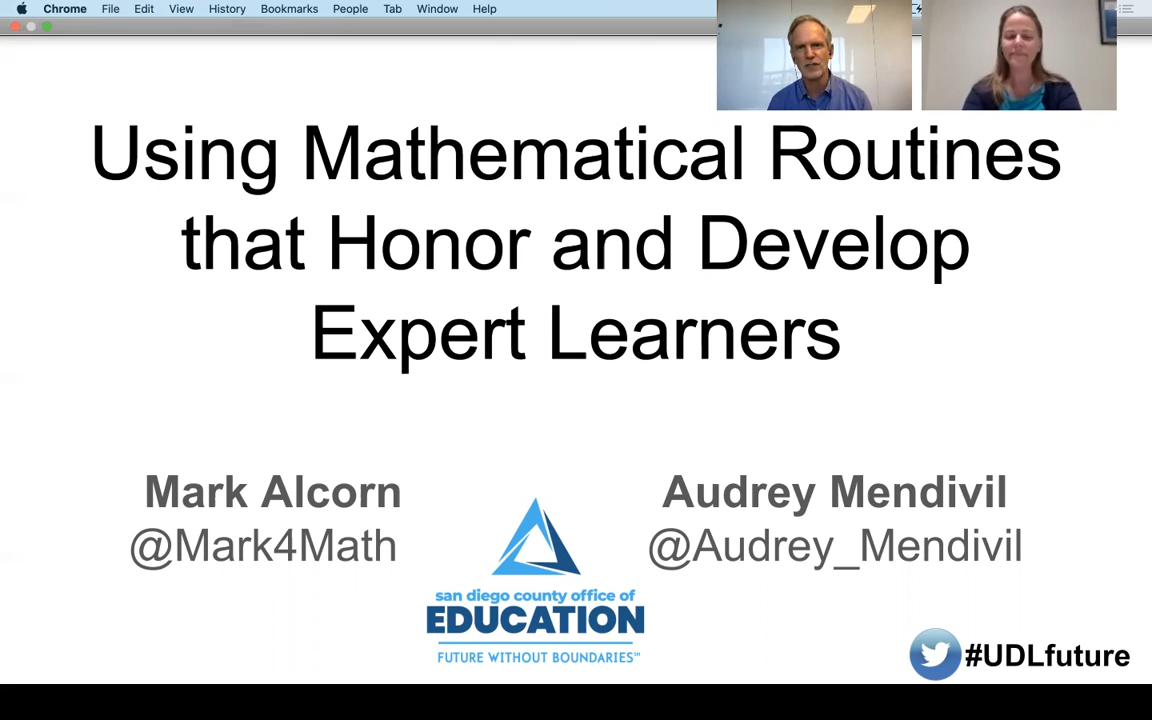 Chrome File Edit View History Bookmarks People Tab Window Help
Using Mathematical Routines
that Honor and Develop
Expert Learners
Mark Alcorn
@Mark4Math
Audrey Mendivil
@Audrey_Mendivil
san diego county office of
EDUCATION
FUTURE WITHOUT BOUNDARIES℠
#UDLfuture